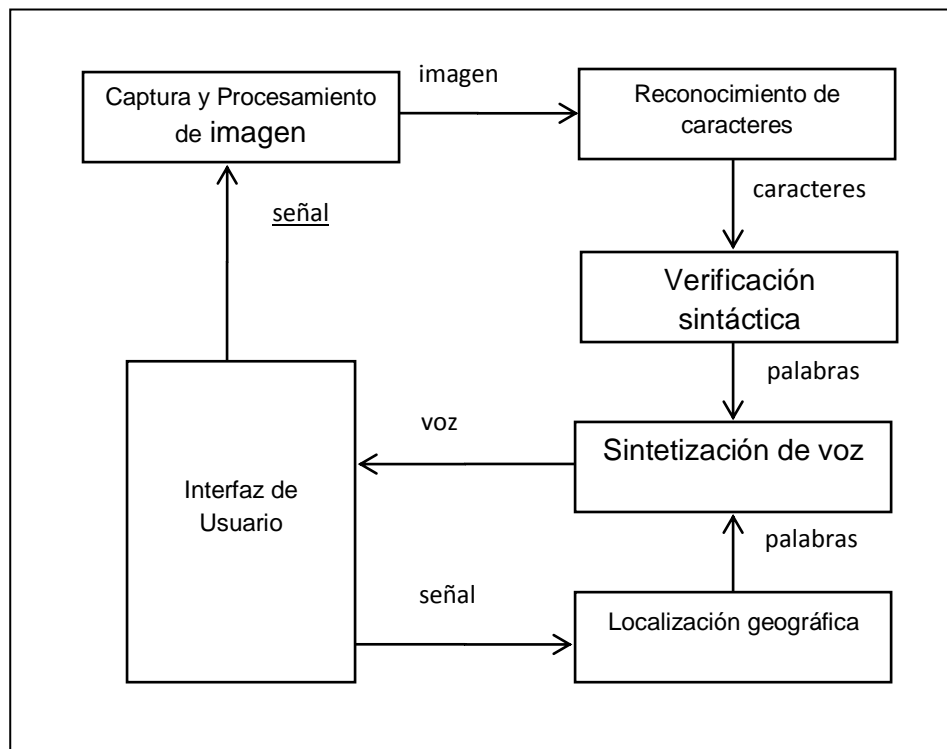 imagen
Captura y Procesamiento
de imagen
Reconocimiento de
caracteres
señal
caracteres
Verificación
sintáctica
palabras
voz
Sintetización de voz
Interfaz de
Usuario
palabras
señal
Localización geográfica